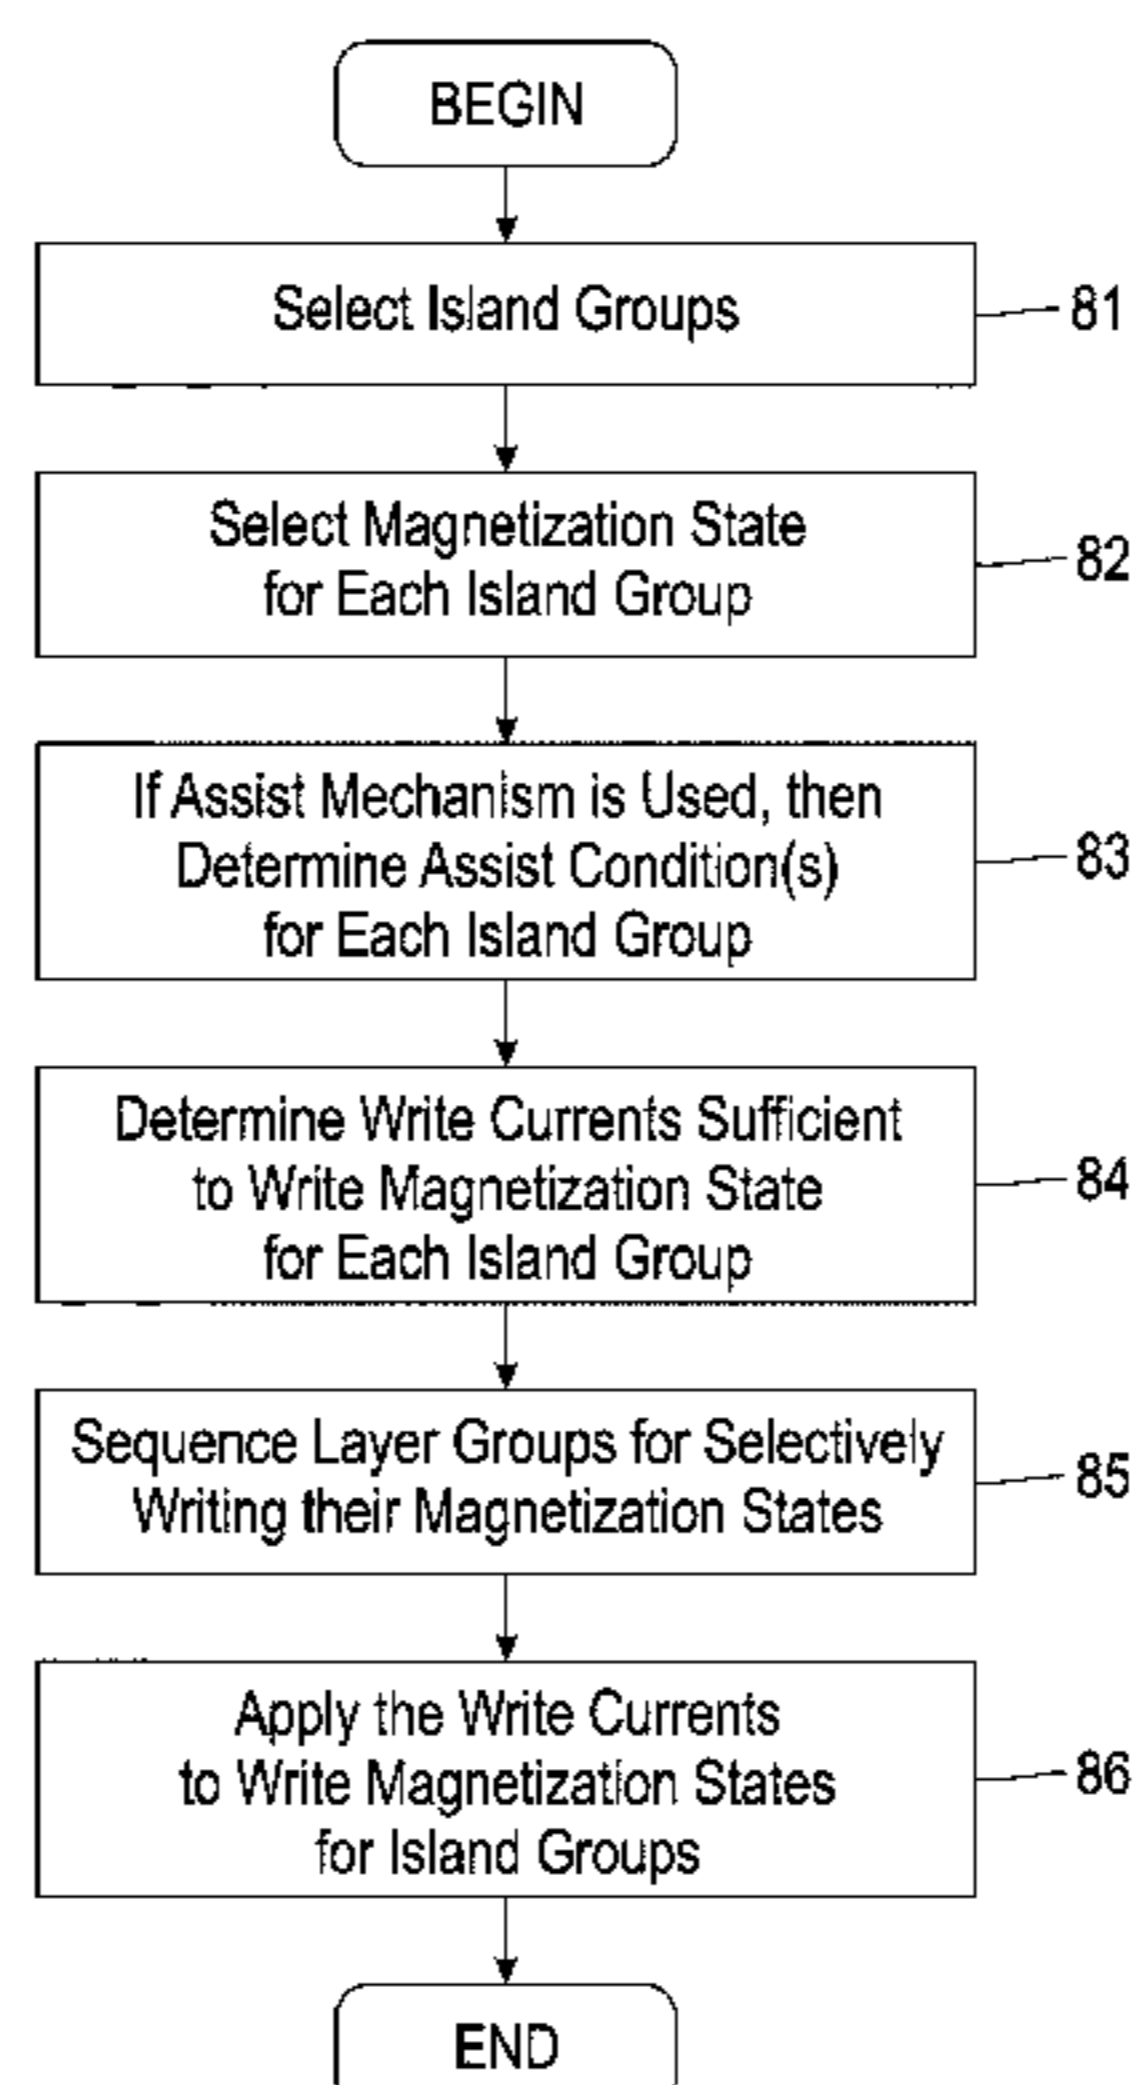 BEGIN
Select Island Groups
81
Select Magnetization State
for Each Island Group
82
If Assist Mechanism is Used, then
Determine Assist Condition(s)
for Each Island Group
83
Determine Write Currents Sufficient
to Write Magnetization State
for Each Island Group
84
Sequence Layer Groups for Selectively
Writing their Magnetization States
85
Apply the Write Currents
to Write Magnetization States
for Island Groups
86
END